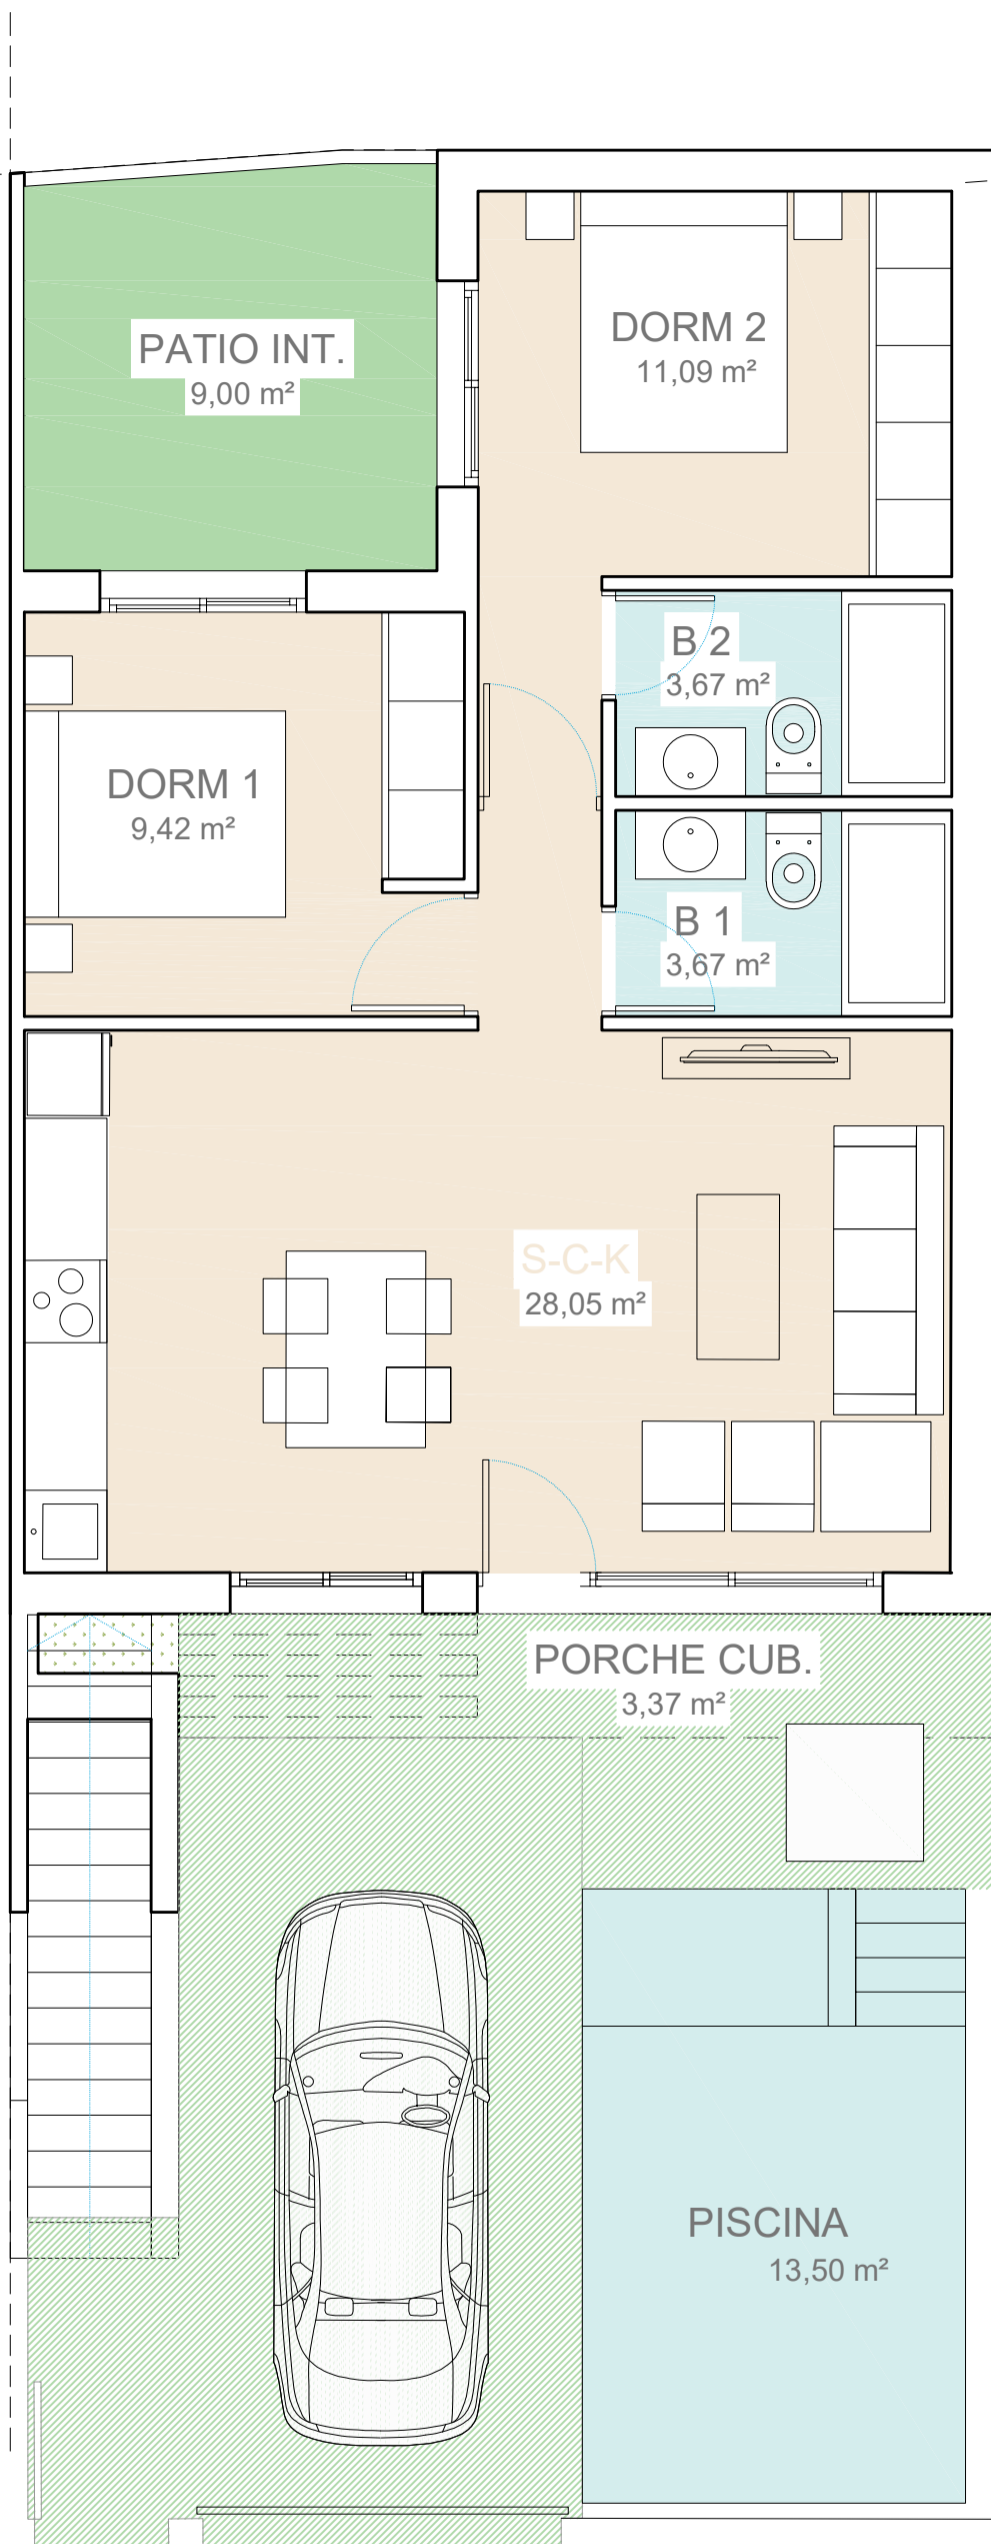 DORM 2
11,09 m²
PATIO INT.
9,00 m²
B 2
3,67 m²
DORM 1
9,42 m²
B 1
3,67 m²
S-C-K
28,05 m²
PORCHE CUB.
3,37 m²
PISCINA
13,50 m²